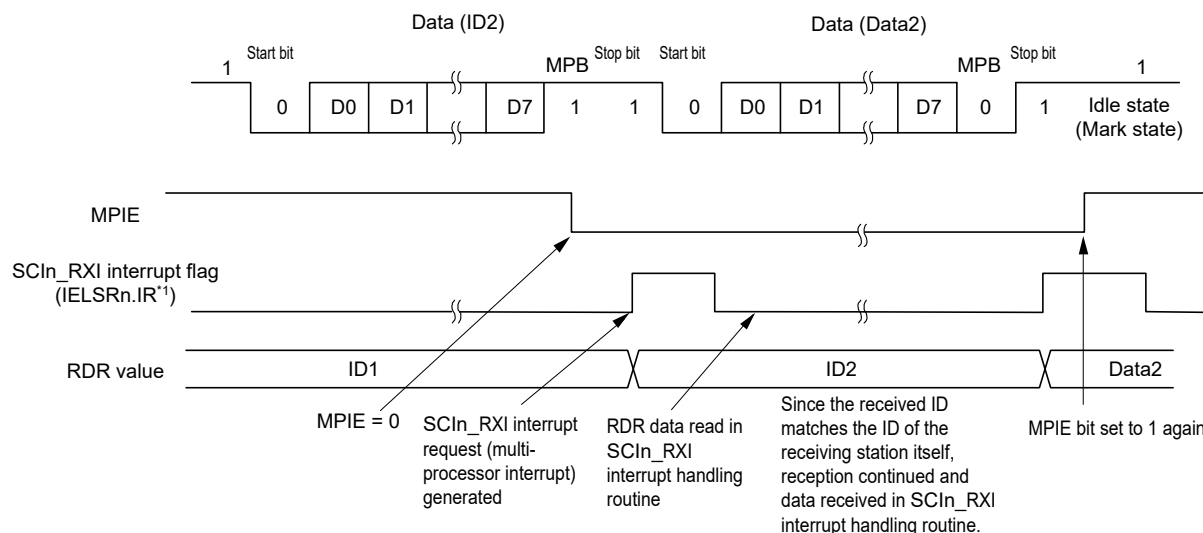 Data (ID2)
Data (Data2)
1
Start bit
MPB
Stop bit
Start bit
MPB
Stop bit
1
0
D0
D1
D7
1
1
0
D0
D1
D7
0
1
Idle state
(Mark state)
MPIE
SCIn_RXI interrupt flag
(IELSRn.IR*1)
RDR value
ID1
ID2
Data2
MPIE = 0
SCIn_RXI interrupt
request (multi-
processor interrupt)
generated
RDR data read in
SCIn_RXI
interrupt handling
routine
Since the received ID
matches the ID of the
receiving station itself,
reception continued and
data received in SCIn_RXI
interrupt handling routine.
MPIE bit set to 1 again